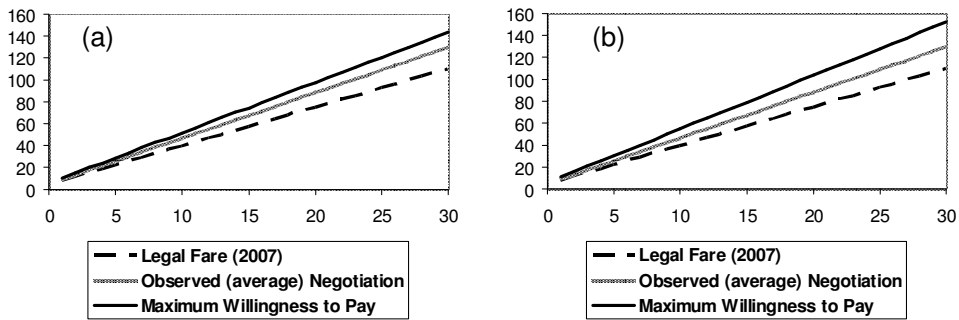 160
140
120
100
80
60
40
20
0
(a)
0 5 10 15 20 25 30
Legal Fare (2007)
Observed (average) Negotiation
Maximum Willingness to Pay
160
140
120
100
80
60
40
20
0
(b)
0 5 10 15 20 25 30
Legal Fare (2007)
Observed (average) Negotiation
Maximum Willingness to Pay